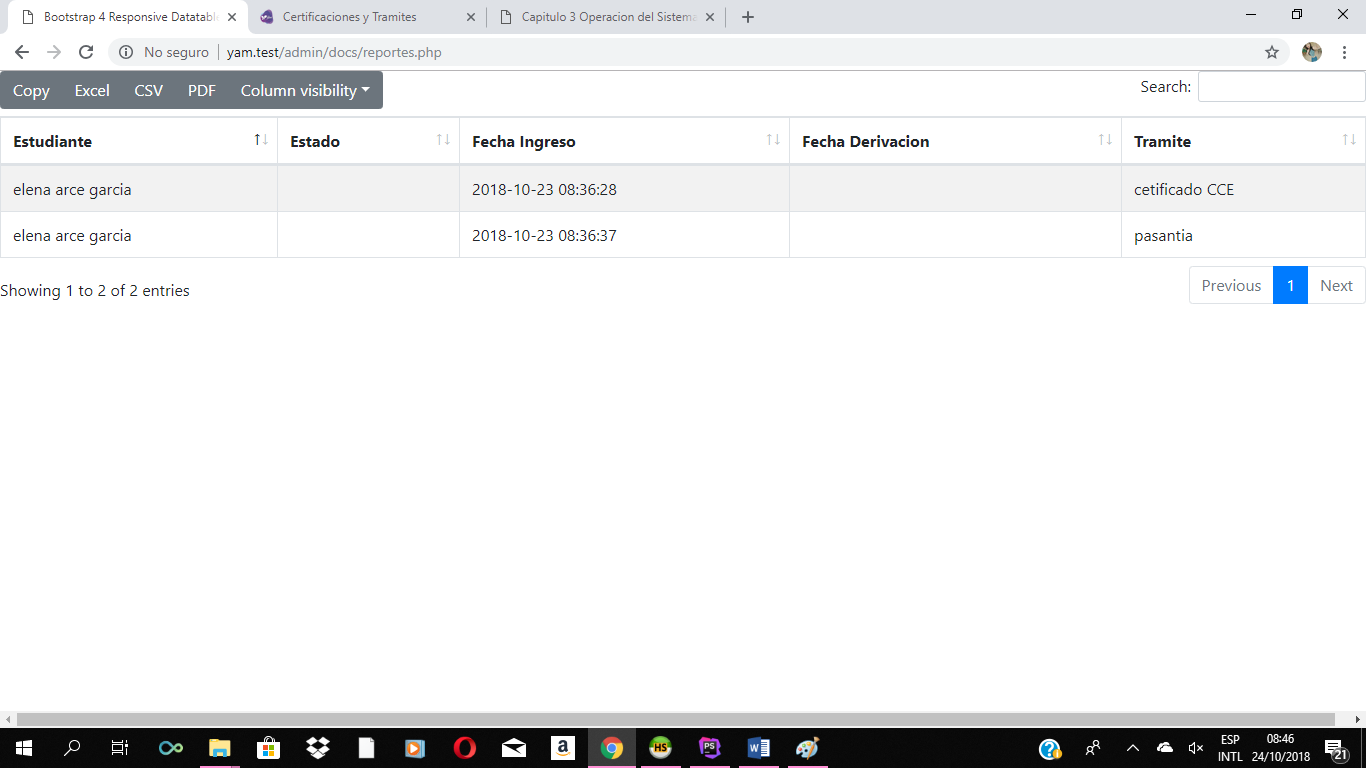 Bootstrap 4 Responsive Datatabl
Certificaciones y Tramites
Capitulo 3 Operacion del Sistema
No seguro yam.test/admin/docs/reportes.php
Copy Excel CSV PDF Column visibility
Search:
Estudiante Estado Fecha Ingreso Fecha Derivacion Tramite
elena arce garcia 2018-10-23 08:36:28 cetificado CCE
elena arce garcia 2018-10-23 08:36:37 pasantia
Showing 1 to 2 of 2 entries
Previous 1 Next
a
HS
PS
W
?
ESP
INTL
08:46
24/10/2018
21